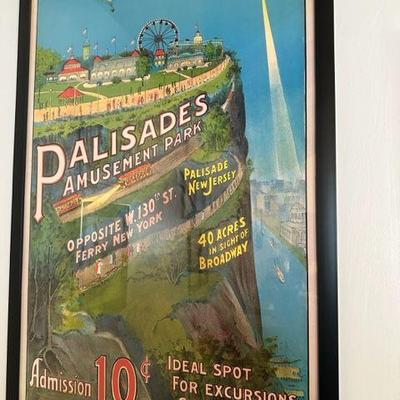 PALISADES
AMUSEMENT PARK
PALISADE
NEW JERSEY
OPPOSITE W. 130TH ST.
FERRY NEW YORK
40 ACRES
IN SIGHT OF
BROADWAY
Admission 10¢
IDEAL SPOT
FOR EXCURSIONS